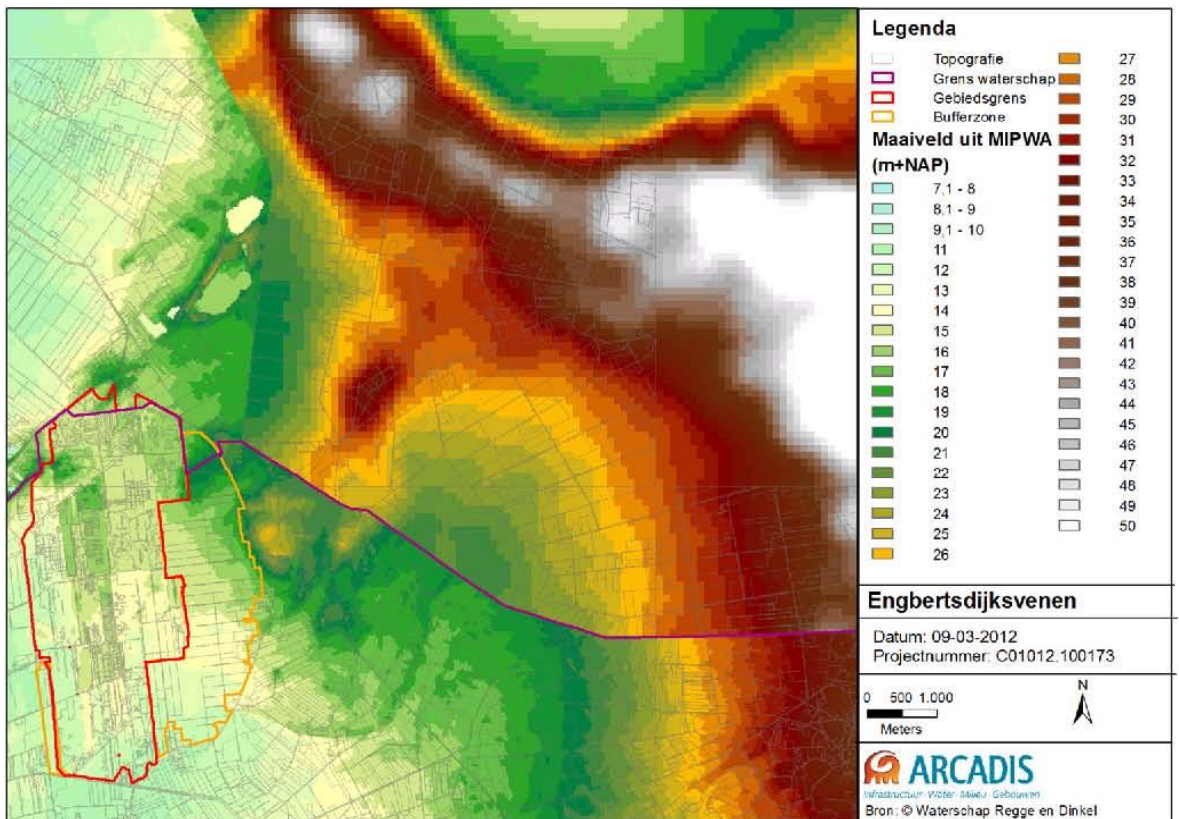 Legenda
Topografie
Grens waterschap
Gebiedsgrens
Bufferzone
Maaiveld uit MIPWA
(m+NAP)
7,1 - 8
8,1 - 9
9,1 - 10
11
12
13
14
15
16
17
18
19
20
21
22
23
24
25
26
27
28
29
30
31
32
33
34
35
36
37
38
39
40
41
42
43
44
45
46
47
48
49
50
Engbertsdijksvenen
Datum: 09-03-2012
Projectnummer: C01012.100173
0 500 1.000
Meters
N
ARCADIS
Infrastructuur · Water · Milieu · Gebouwen
Bron: © Waterschap Regge en Dinkel